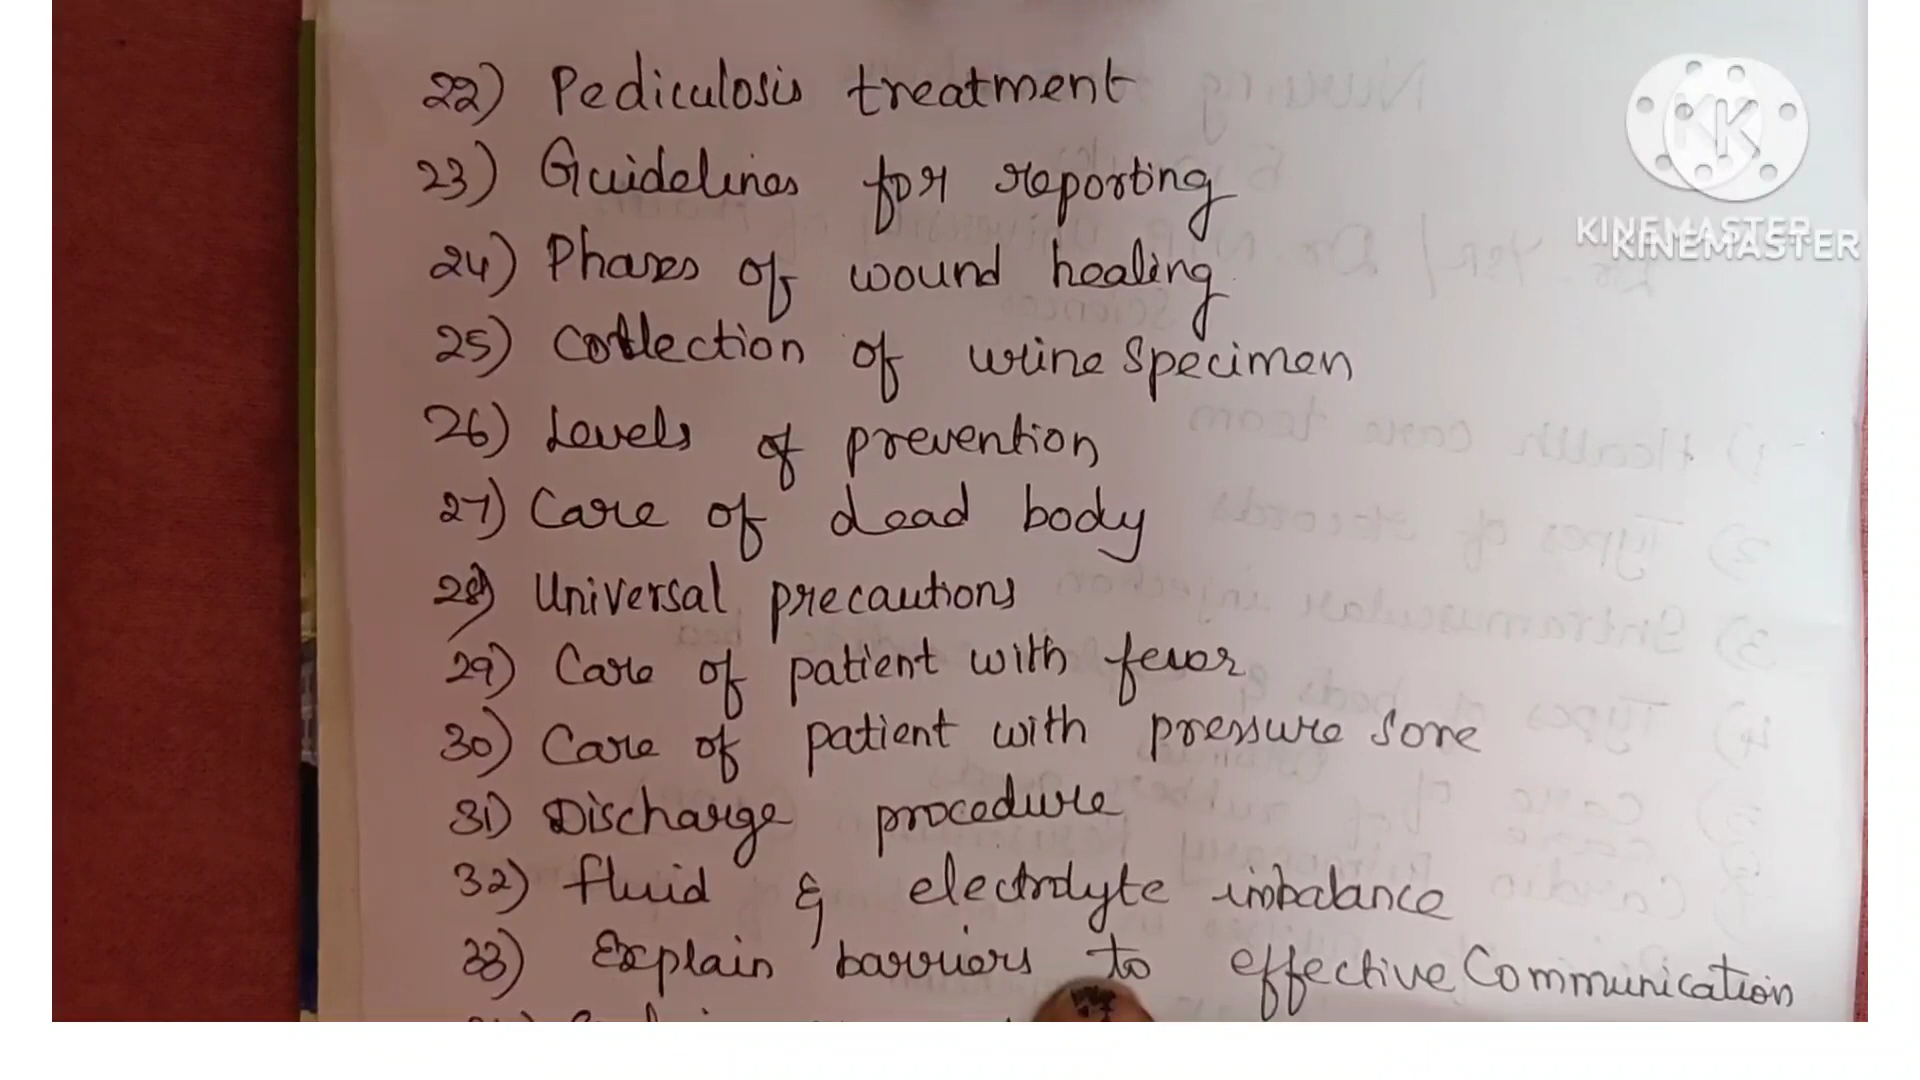 22) Pediculosis treatment
23) Guidelines for reporting
24) Phases of wound healing
25) Collection of urine specimen
26) Levels of prevention
27) Care of dead body
28) Universal precautions
29) Care of patient with fever
30) Care of patient with pressure sore
31) Discharge procedure
32) fluid & electrolyte imbalance
33) Explain barriers to effective Communication
KINEMASTER
KINEMASTER